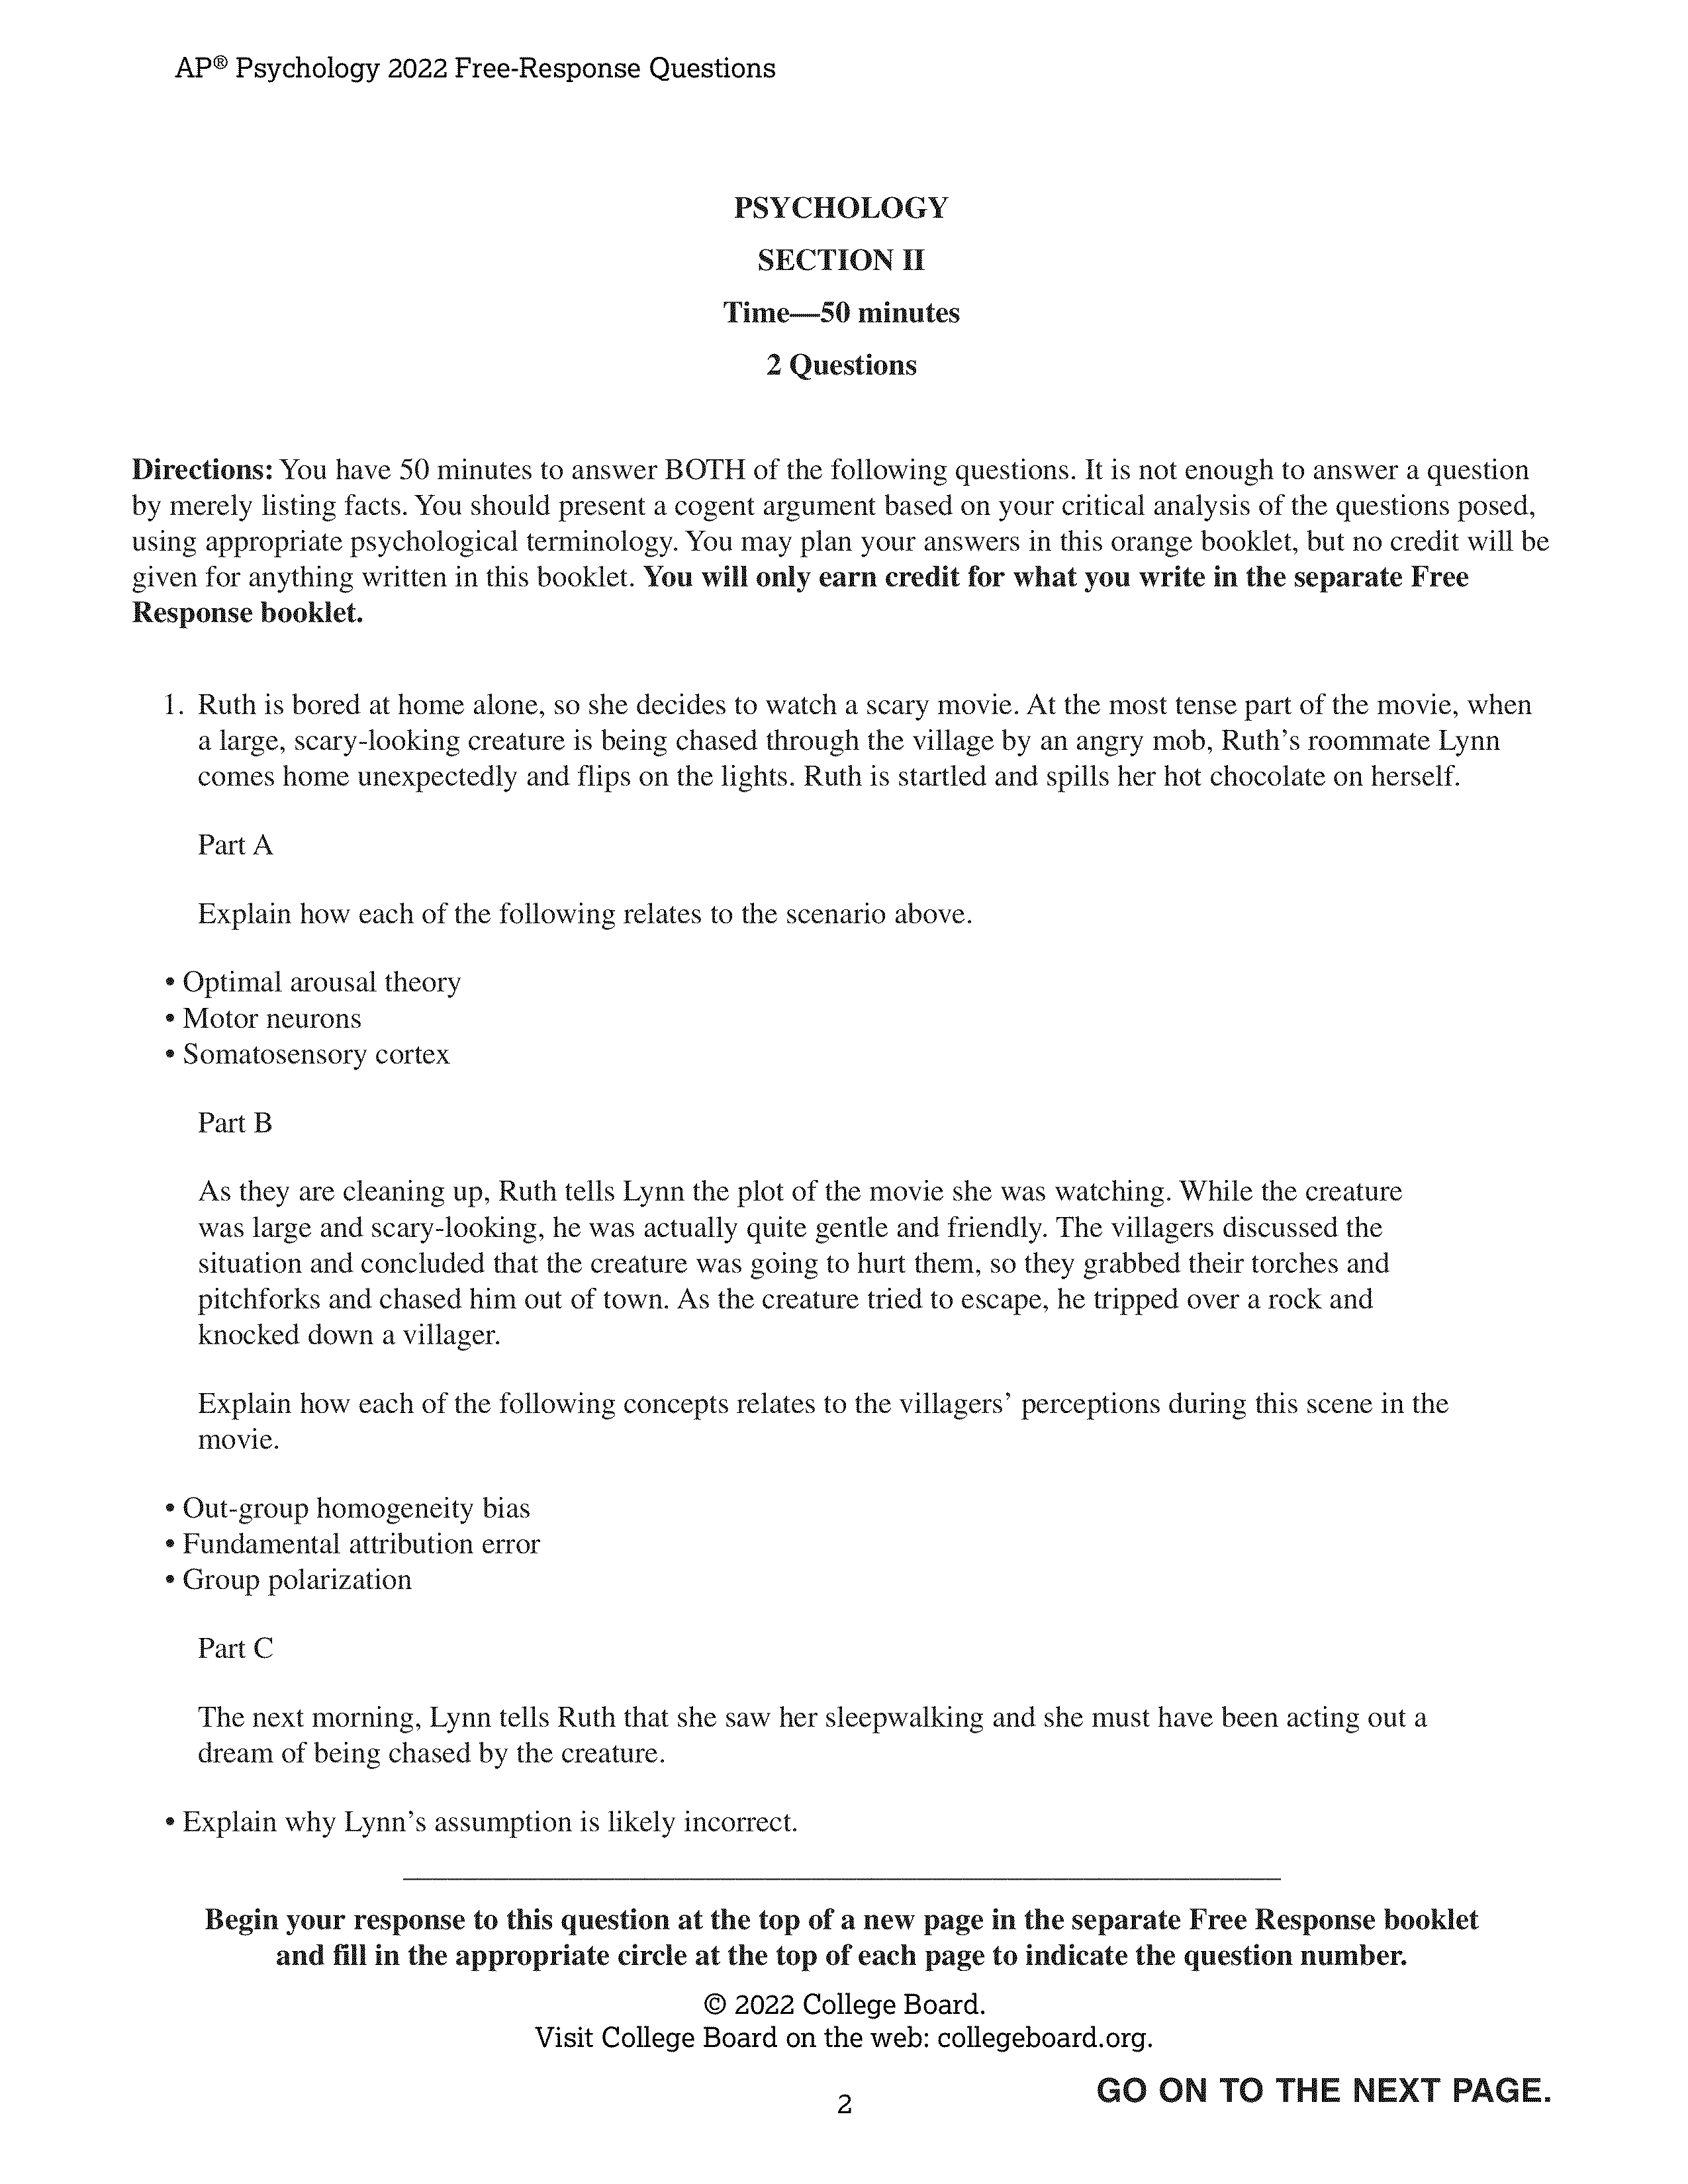 AP® Psychology 2022 Free-Response Questions
PSYCHOLOGY
SECTION II
Time—50 minutes
2 Questions
Directions: You have 50 minutes to answer BOTH of the following questions. It is not enough to answer a question
by merely listing facts. You should present a cogent argument based on your critical analysis of the questions posed,
using appropriate psychological terminology. You may plan your answers in this orange booklet, but no credit will be
given for anything written in this booklet. You will only earn credit for what you write in the separate Free
Response booklet.
1. Ruth is bored at home alone, so she decides to watch a scary movie. At the most tense part of the movie, when
a large, scary-looking creature is being chased through the village by an angry mob, Ruth’s roommate Lynn
comes home unexpectedly and flips on the lights. Ruth is startled and spills her hot chocolate on herself.
Part A
Explain how each of the following relates to the scenario above.
• Optimal arousal theory
• Motor neurons
• Somatosensory cortex
Part B
As they are cleaning up, Ruth tells Lynn the plot of the movie she was watching. While the creature
was large and scary-looking, he was actually quite gentle and friendly. The villagers discussed the
situation and concluded that the creature was going to hurt them, so they grabbed their torches and
pitchforks and chased him out of town. As the creature tried to escape, he tripped over a rock and
knocked down a villager.
Explain how each of the following concepts relates to the villagers’ perceptions during this scene in the
movie.
• Out-group homogeneity bias
• Fundamental attribution error
• Group polarization
Part C
The next morning, Lynn tells Ruth that she saw her sleepwalking and she must have been acting out a
dream of being chased by the creature.
• Explain why Lynn’s assumption is likely incorrect.
Begin your response to this question at the top of a new page in the separate Free Response booklet
and fill in the appropriate circle at the top of each page to indicate the question number.
© 2022 College Board.
Visit College Board on the web: collegeboard.org.
GO ON TO THE NEXT PAGE.
2